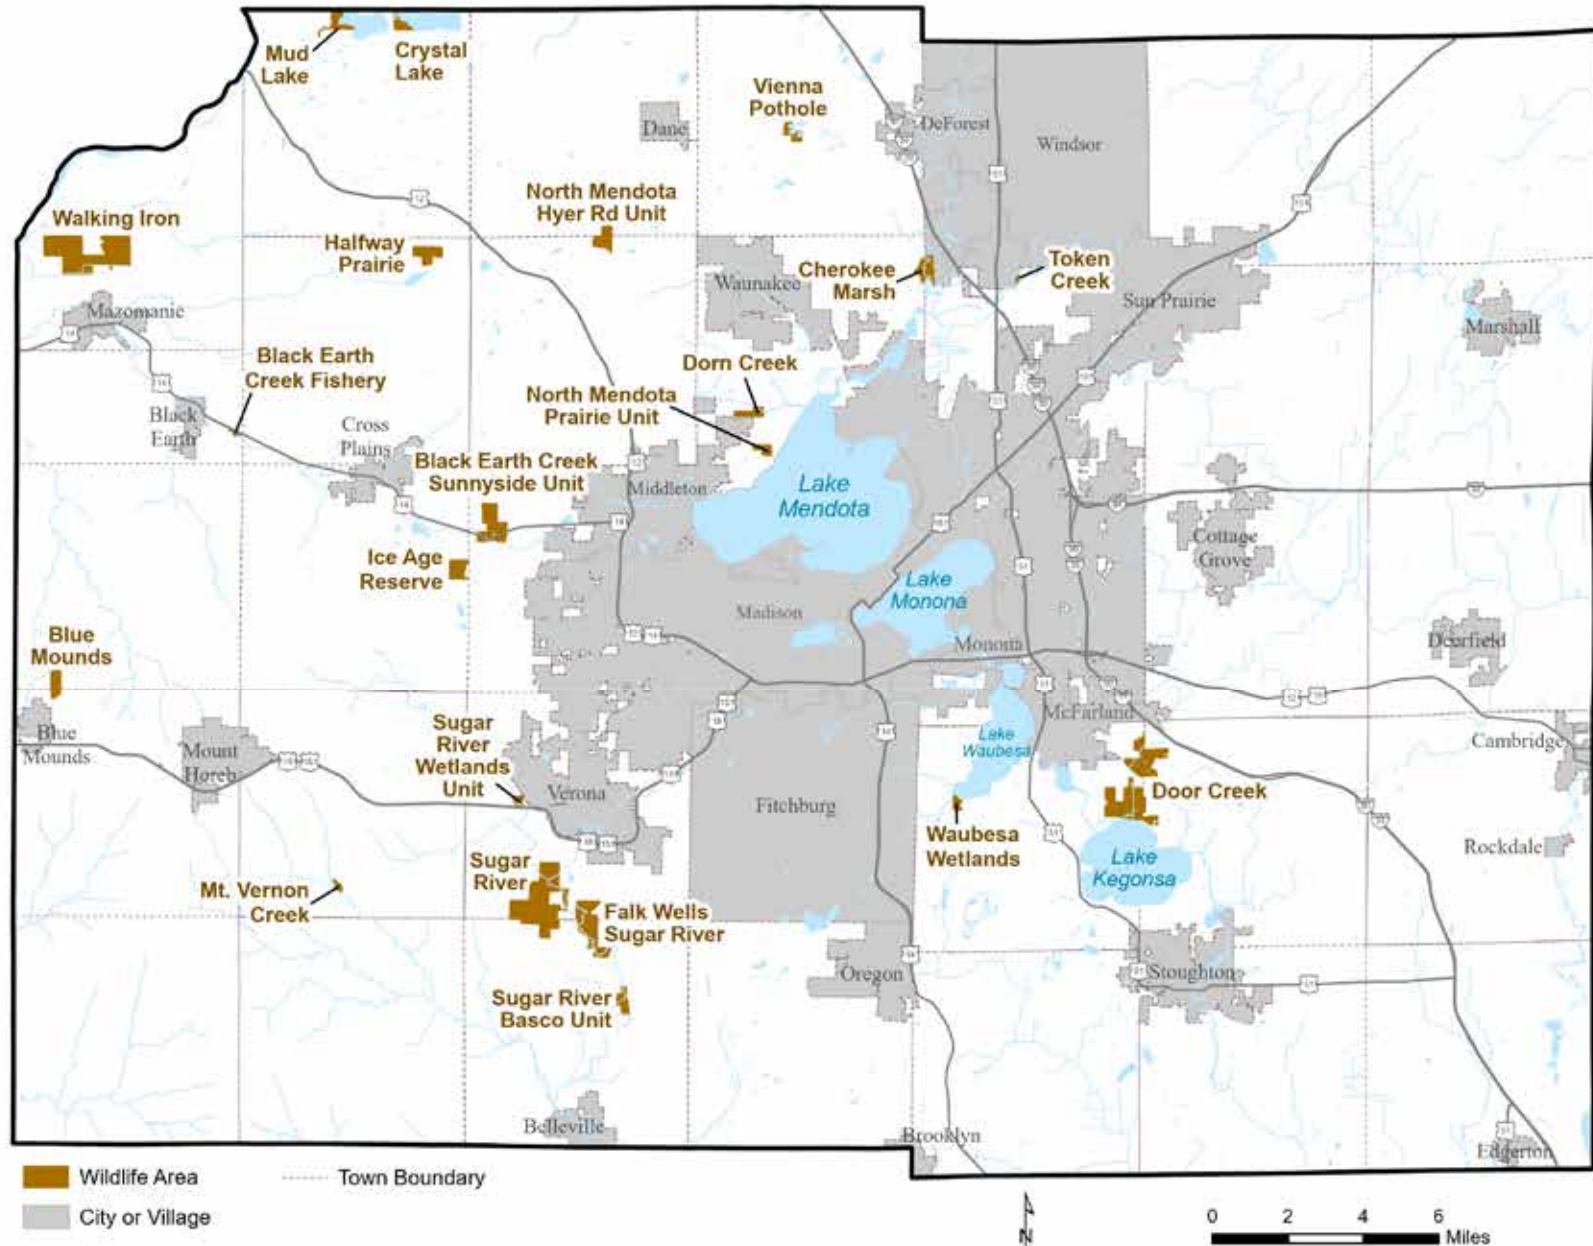 Mud
Lake
Crystal
Lake
Vienna
Pothole
Dane
DeForest
Windsor
North Mendota
Hyer Rd Unit
Walking Iron
Halfway
Prairie
Waunakee
Cherokee
Marsh
Token
Creek
Sun Prairie
Mazomanie
Marshall
Black Earth
Creek Fishery
Dorn Creek
North Mendota
Prairie Unit
Black
Earth
Cross
Plains
Black Earth Creek
Sunnyside Unit
Middleton
Lake
Mendota
Ice Age
Reserve
Cottage
Grove
Lake
Monona
Madison
Monona
Deerfield
Blue
Mounds
Blue
Mounds
Mount
Horeb
Sugar
River
Wetlands
Unit
Verona
Fitchburg
McFarland
Lake
Waubesa
Cambridge
Door Creek
Waubesa
Wetlands
Rockdale
Lake
Kegonsa
Sugar
River
Mt. Vernon
Creek
Falk Wells
Sugar River
Oregon
Stoughton
Sugar River
Basco Unit
Belleville
Brooklyn
Edgerton
Wildlife Area
Town Boundary
City or Village
N
0 2 4 6
Miles